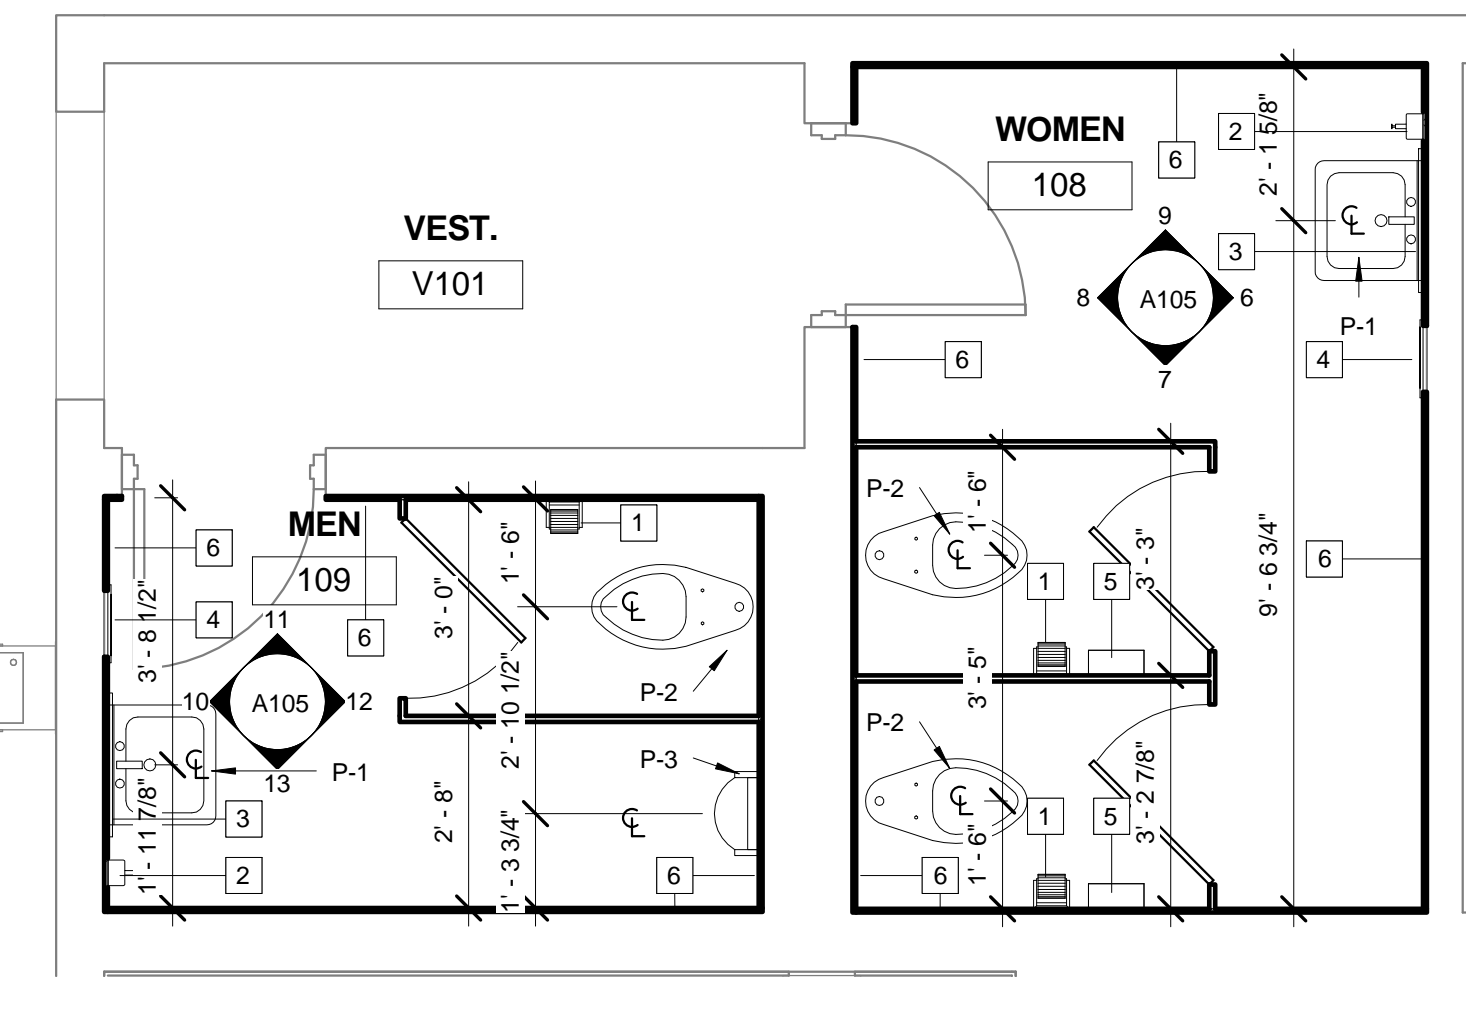 WOMEN
108
2
6
2' - 1 5/8"
℄
3
P-1
9
8
A105
6
7
4
6
VEST.
V101
P-2
1' - 6"
℄
3' - 3"
1
5
9' - 6 3/4"
6
3' - 5"
P-2
℄
1
5
3' - 2 7/8"
1' - 6"
6
MEN
109
6
4
3' - 8 1/2"
6
11
10
A105
12
13
℄
P-1
3
1' - 11 7/8"
2
3' - 0"
1' - 6"
1
℄
P-2
2' - 10 1/2"
P-3
2' - 8"
℄
1' - 3 3/4"
6